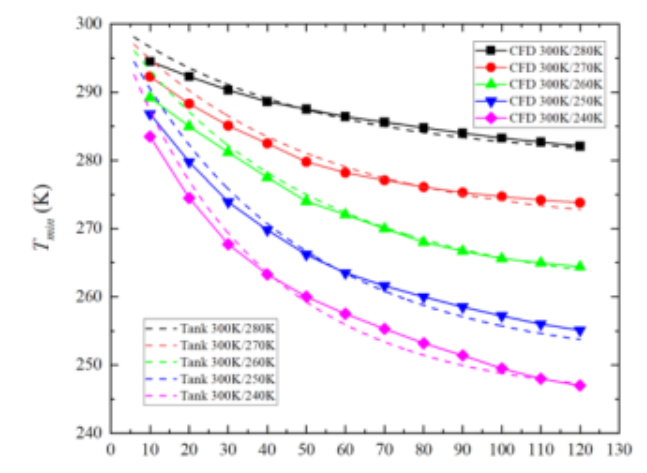 300
290
280
270
260
250
240
T_min (K)
CFD 300K/280K
CFD 300K/270K
CFD 300K/260K
CFD 300K/250K
CFD 300K/240K
Tank 300K/280K
Tank 300K/270K
Tank 300K/260K
Tank 300K/250K
Tank 300K/240K
0 10 20 30 40 50 60 70 80 90 100 110 120 130